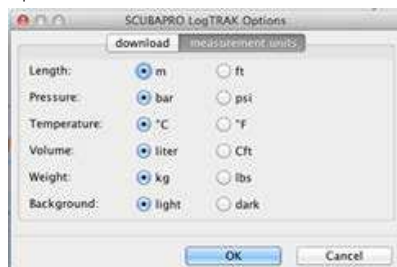 SCUBAPRO LogTRAK Options
download measurement units
Length: m ft
Pressure: bar psi
Temperature: °C °F
Volume: liter Cft
Weight: kg lbs
Background: light dark
OK Cancel